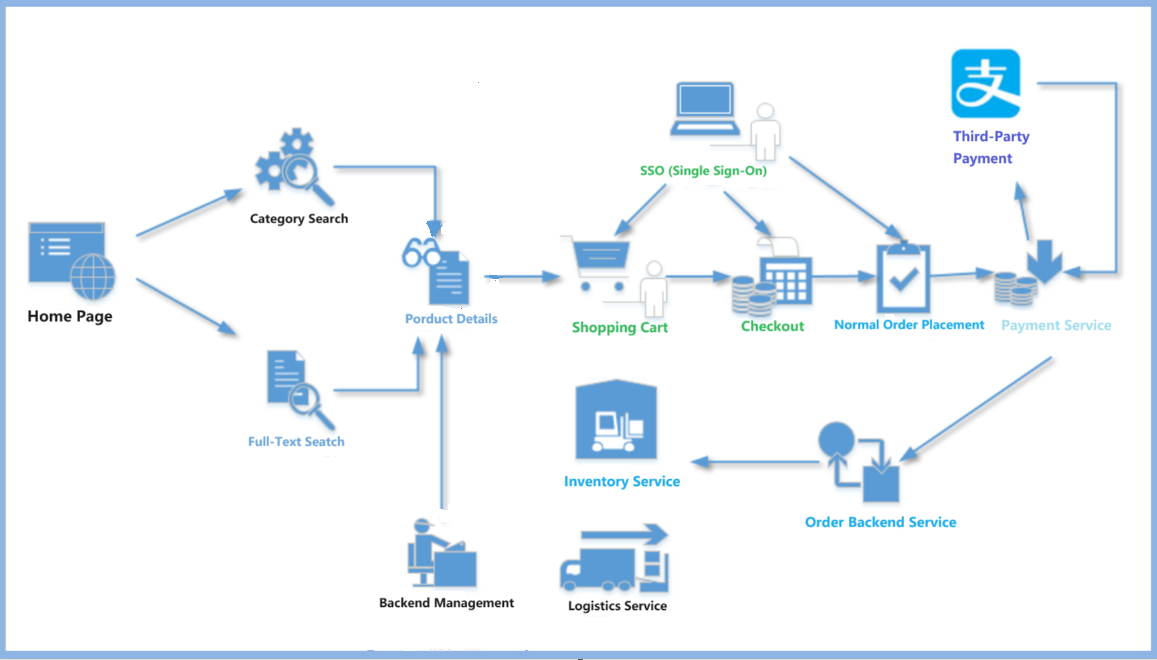 Third-Party
Payment
SSO (Single Sign-On)
Category Search
Home Page
Porduct Details
Shopping Cart
Checkout
Normal Order Placement
Payment Service
Full-Text Seatch
Inventory Service
Order Backend Service
Backend Management
Logistics Service
支